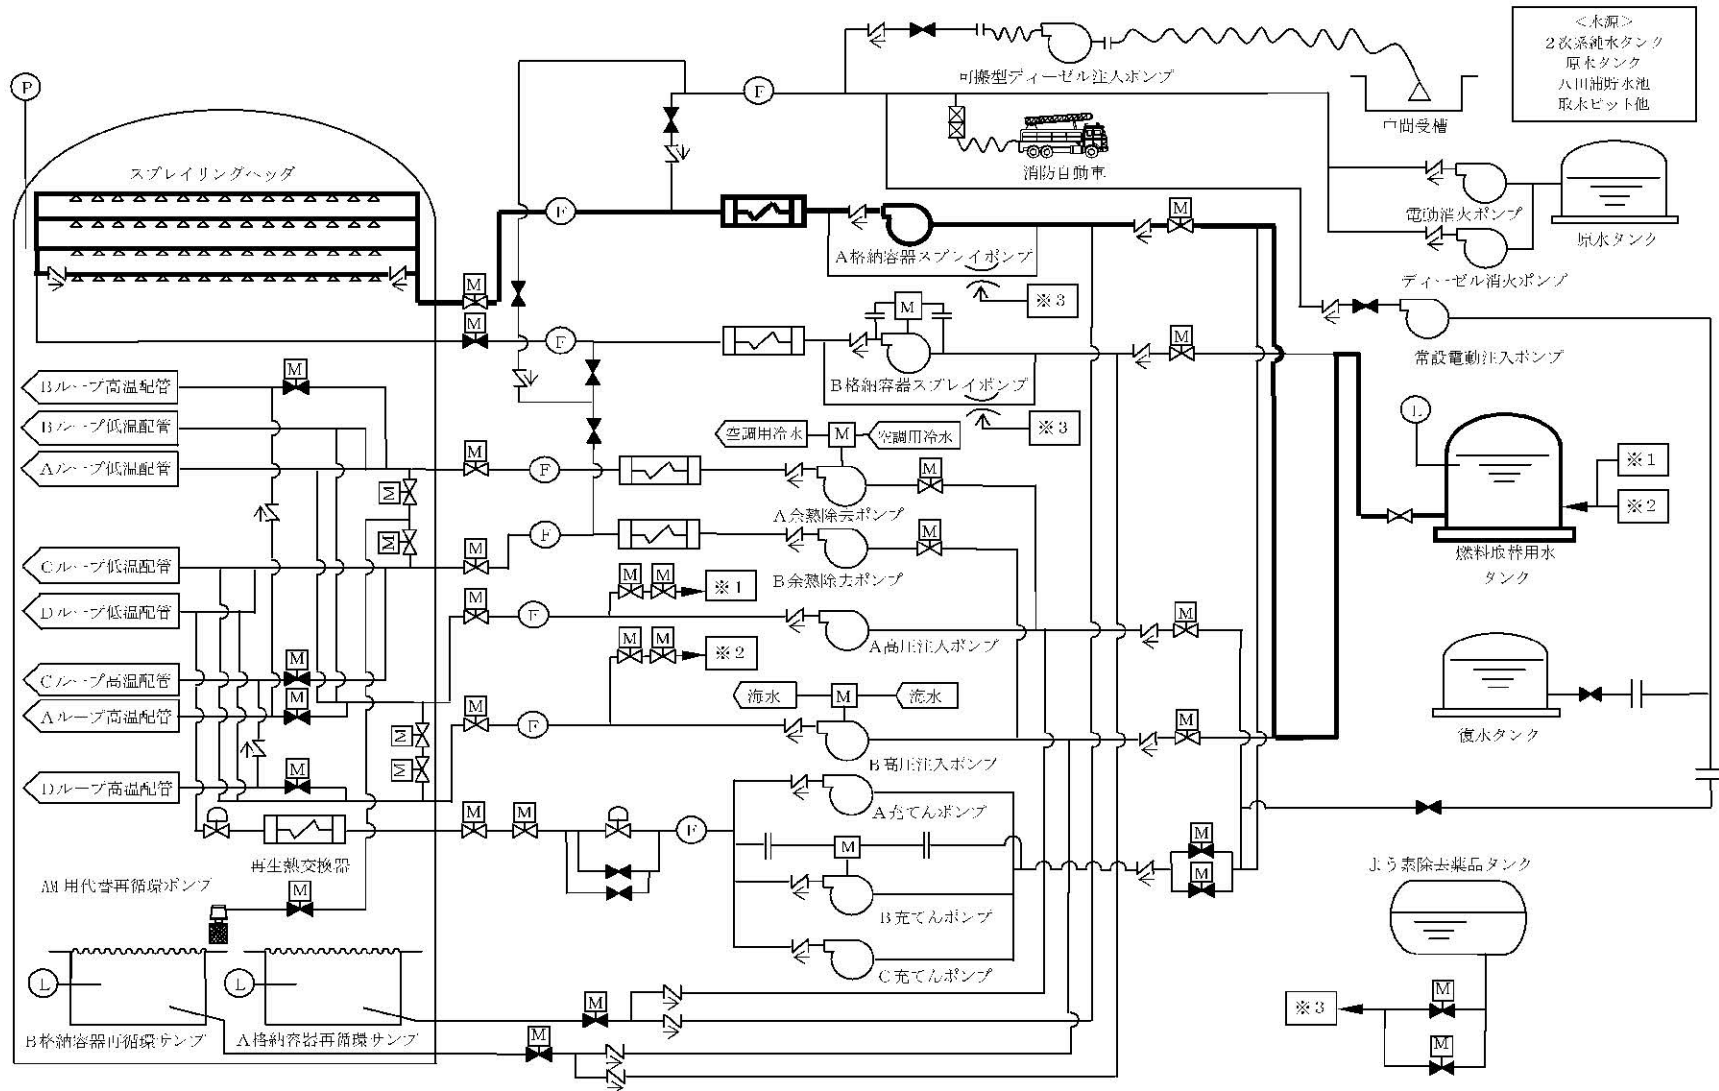 <水源>
2次系純水タンク
原水タンク
八田浦貯水池
取水ピット他
P
可搬型ディーゼル注入ポンプ
中間受槽
F
消防自動車
スプレイリングヘッダ
電動消火ポンプ
原水タンク
ディーゼル消火ポンプ
F
M
M
A格納容器スプレイポンプ
※3
M
M
F
M
M
B格納容器スプレイポンプ
※3
常設電動注入ポンプ
L
※1
※2
燃料取替用水
タンク
Bループ高温配管
M
Bループ低温配管
空調用冷水
M
空調用冷水
Aループ低温配管
M
F
M
M
A余熱除去ポンプ
M
Cループ低温配管
M
F
M
B余熱除去ポンプ
M
M
※1
Dループ低温配管
M
F
M
A高圧注入ポンプ
M
M
※2
Cループ高温配管
M
海水
M
海水
Aループ高温配管
M
M
F
M
B高圧注入ポンプ
M
M
復水タンク
Dループ高温配管
M
A充てんポンプ
M
M
F
再生熱交換器
M
M
M
B充てんポンプ
C充てんポンプ
AM用代替再循環ポンプ
M
よう素除去薬品タンク
L
L
B格納容器再循環サンプ
A格納容器再循環サンプ
M
M
※3
M
M